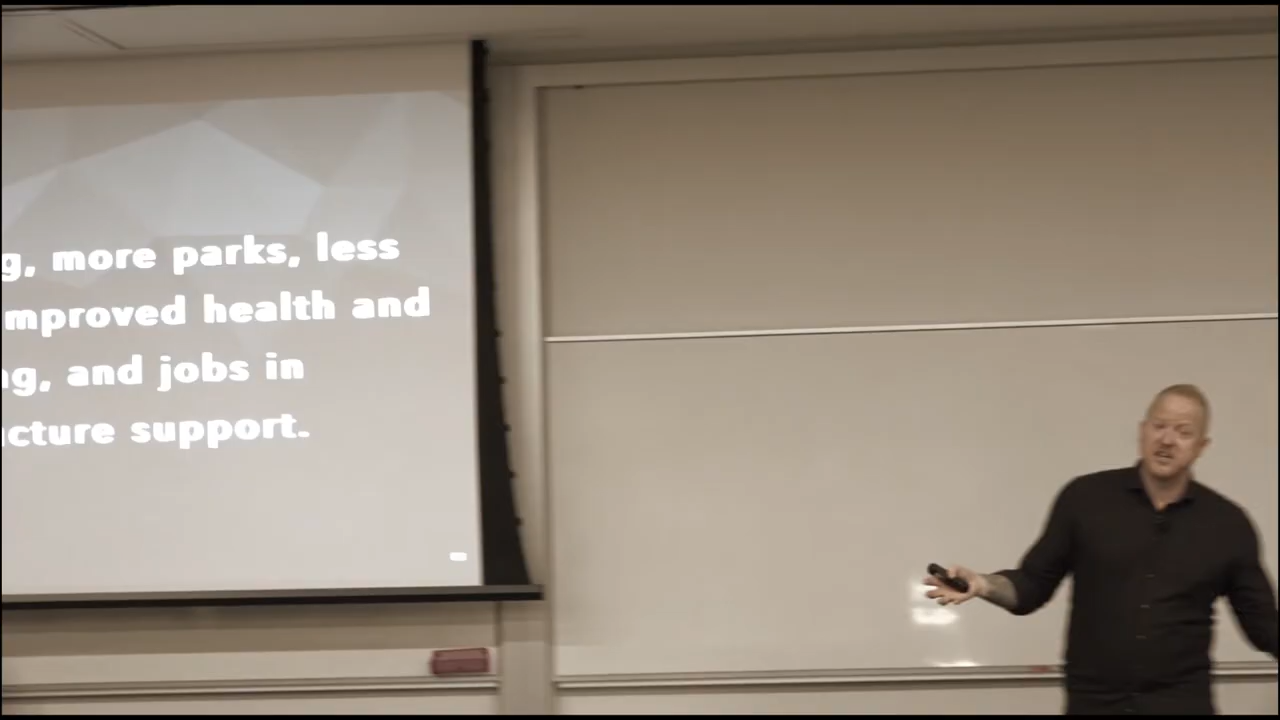 g, more parks, less
mproved health and
ng, and jobs in
cture support.